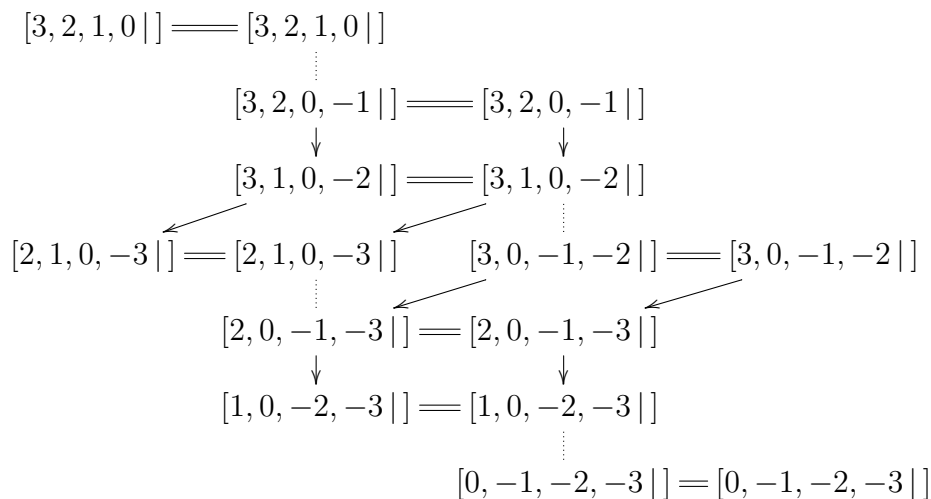 [3, 2, 1, 0 | ] [3, 2, 1, 0 | ]
[3, 2, 0, −1 | ] [3, 2, 0, −1 | ]
[3, 1, 0, −2 | ] [3, 1, 0, −2 | ]
[2, 1, 0, −3 | ] [2, 1, 0, −3 | ] [3, 0, −1, −2 | ] [3, 0, −1, −2 | ]
[2, 0, −1, −3 | ] [2, 0, −1, −3 | ]
[1, 0, −2, −3 | ] [1, 0, −2, −3 | ]
[0, −1, −2, −3 | ] [0, −1, −2, −3 | ]